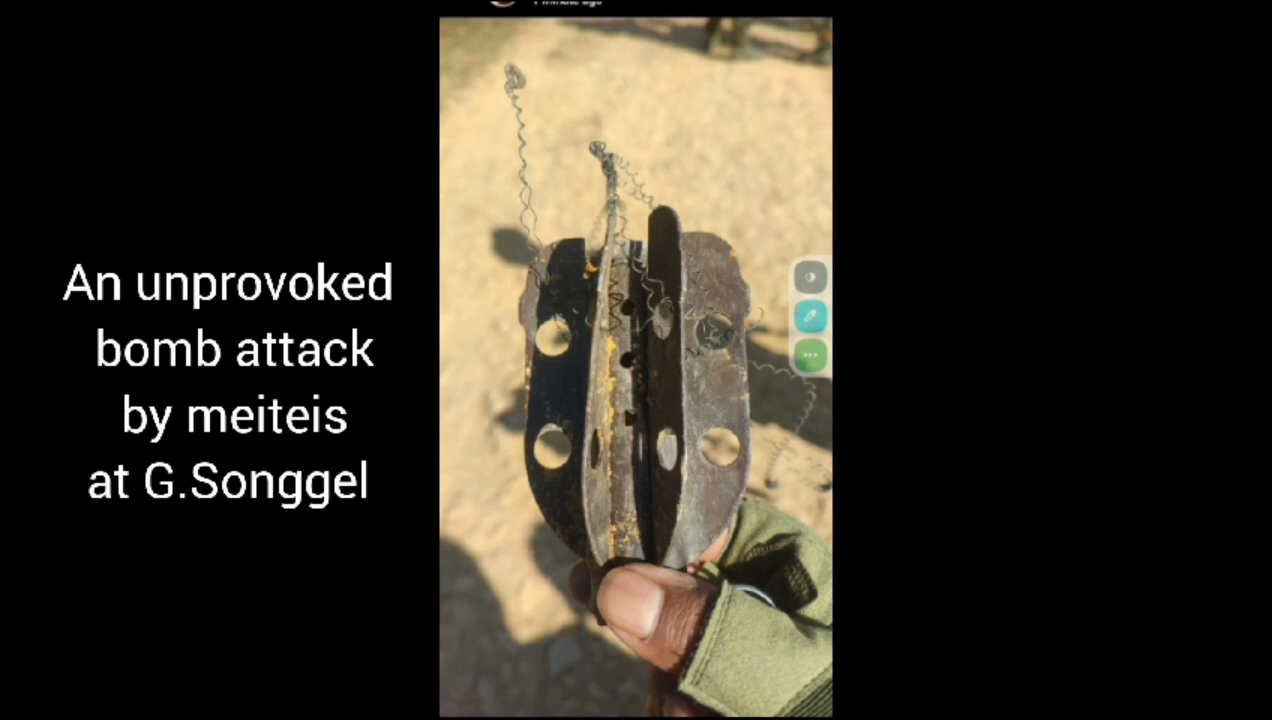 An unprovoked
bomb attack
by meiteis
at G.Songgel